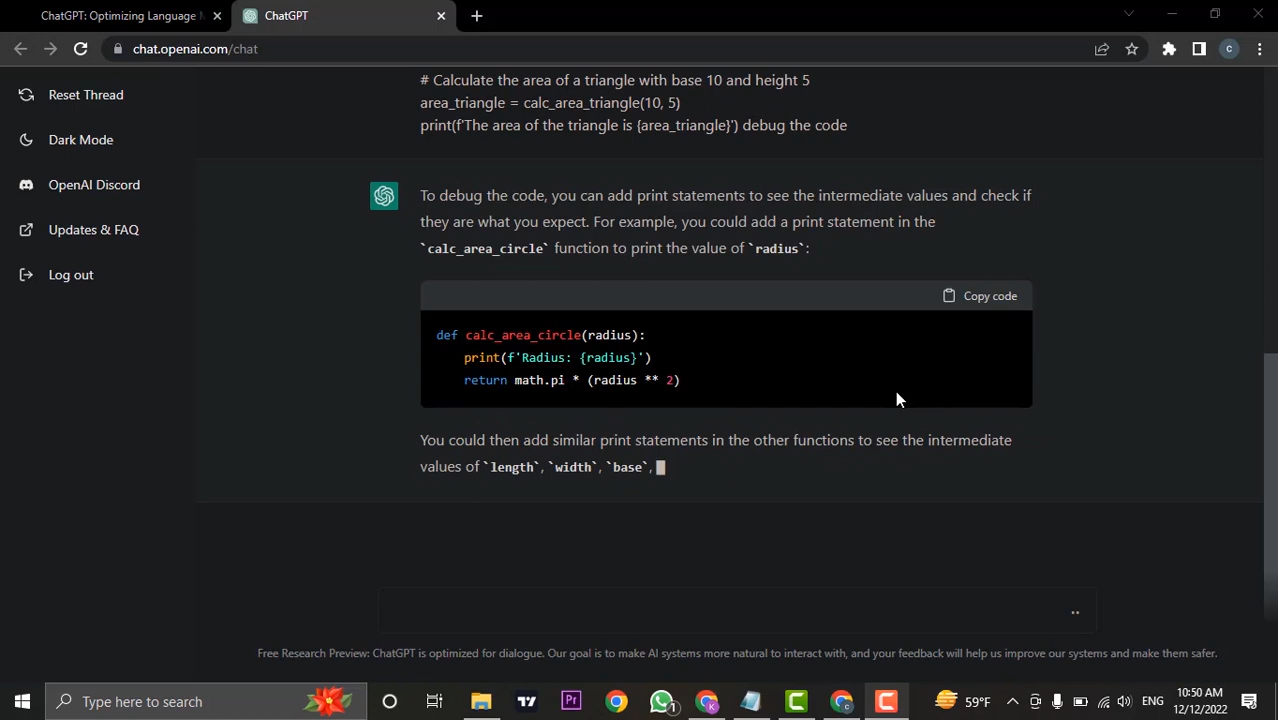 ChatGPT: Optimizing Language
ChatGPT
chat.openai.com/chat
C
Reset Thread
Dark Mode
OpenAI Discord
Updates & FAQ
Log out
# Calculate the area of a triangle with base 10 and height 5
area_triangle = calc_area_triangle(10, 5)
print(f'The area of the triangle is {area_triangle}') debug the code
To debug the code, you can add print statements to see the intermediate values and check if
they are what you expect. For example, you could add a print statement in the
`calc_area_circle` function to print the value of `radius`:
Copy code
def calc_area_circle(radius):
print(f'Radius: {radius}')
return math.pi * (radius ** 2)
You could then add similar print statements in the other functions to see the intermediate
values of `length`, `width`, `base`,
Free Research Preview: ChatGPT is optimized for dialogue. Our goal is to make AI systems more natural to interact with, and your feedback will help us improve our systems and make them safer.
Type here to search
Pr
1
K
C
59°F
ENG
10:50 AM
12/12/2022